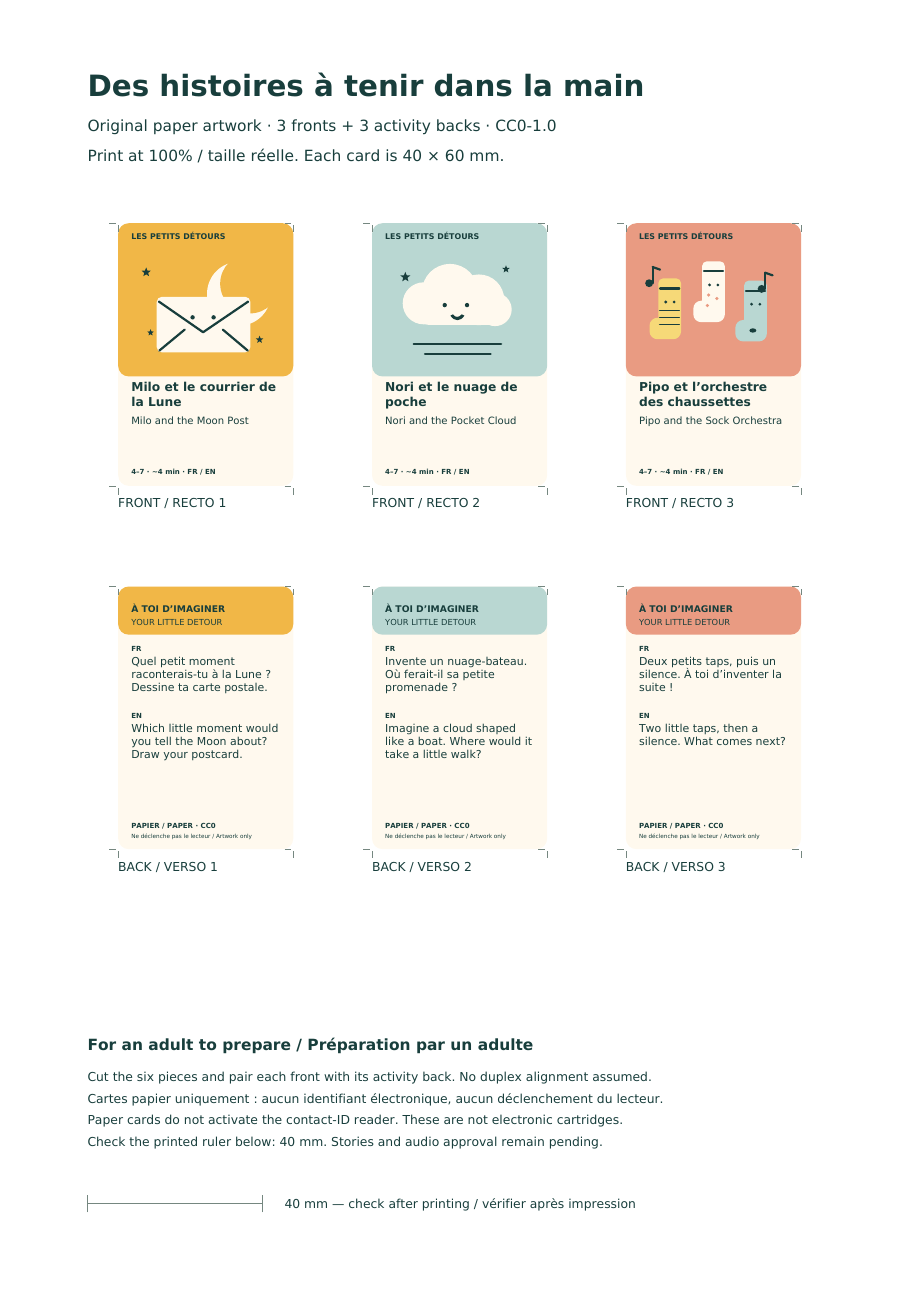 Des histoires à tenir dans la main
Original paper artwork · 3 fronts + 3 activity backs · CC0-1.0
Print at 100% / taille réelle. Each card is 40 × 60 mm.
LES PETITS DÉTOURS
Milo et le courrier de
la Lune
Milo and the Moon Post
4–7 · ~4 min · FR / EN
FRONT / RECTO 1
LES PETITS DÉTOURS
Nori et le nuage de
poche
Nori and the Pocket Cloud
4–7 · ~4 min · FR / EN
FRONT / RECTO 2
LES PETITS DÉTOURS
Pipo et l’orchestre
des chaussettes
Pipo and the Sock Orchestra
4–7 · ~4 min · FR / EN
FRONT / RECTO 3
À TOI D’IMAGINER
YOUR LITTLE DETOUR
FR
Quel petit moment
raconterais-tu à la Lune ?
Dessine ta carte postale.
EN
Which little moment would
you tell the Moon about?
Draw your postcard.
PAPIER / PAPER · CC0
Ne déclenche pas le lecteur / Artwork only
BACK / VERSO 1
À TOI D’IMAGINER
YOUR LITTLE DETOUR
FR
Invente un nuage-bateau.
Où ferait-il sa petite
promenade ?
EN
Imagine a cloud shaped
like a boat. Where would it
take a little walk?
PAPIER / PAPER · CC0
Ne déclenche pas le lecteur / Artwork only
BACK / VERSO 2
À TOI D’IMAGINER
YOUR LITTLE DETOUR
FR
Deux petits taps, puis un
silence. À toi d’inventer la
suite !
EN
Two little taps, then a
silence. What comes next?
PAPIER / PAPER · CC0
Ne déclenche pas le lecteur / Artwork only
BACK / VERSO 3
For an adult to prepare / Préparation par un adulte
Cut the six pieces and pair each front with its activity back. No duplex alignment assumed.
Cartes papier uniquement : aucun identifiant électronique, aucun déclenchement du lecteur.
Paper cards do not activate the contact-ID reader. These are not electronic cartridges.
Check the printed ruler below: 40 mm. Stories and audio approval remain pending.
40 mm — check after printing / vérifier après impression